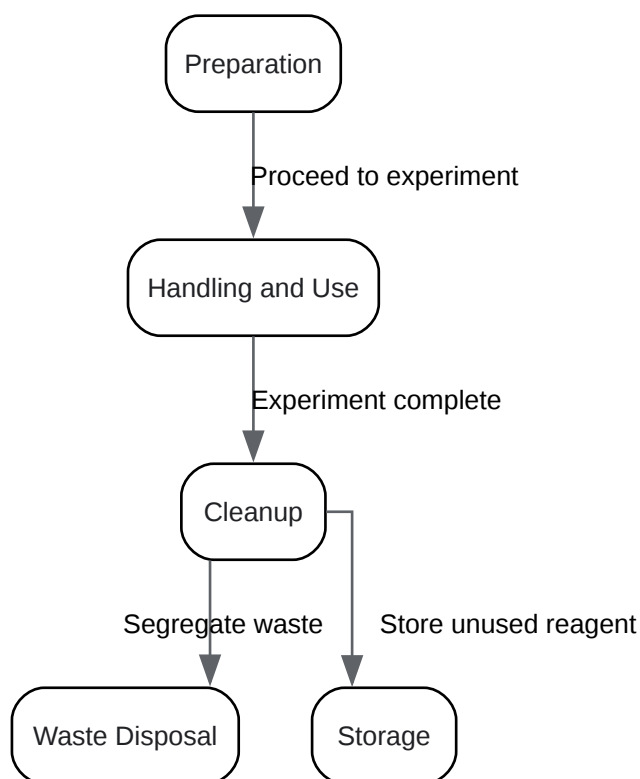 Preparation
Proceed to experiment
Handling and Use
Experiment complete
Cleanup
Segregate waste
Store unused reagent
Waste Disposal
Storage